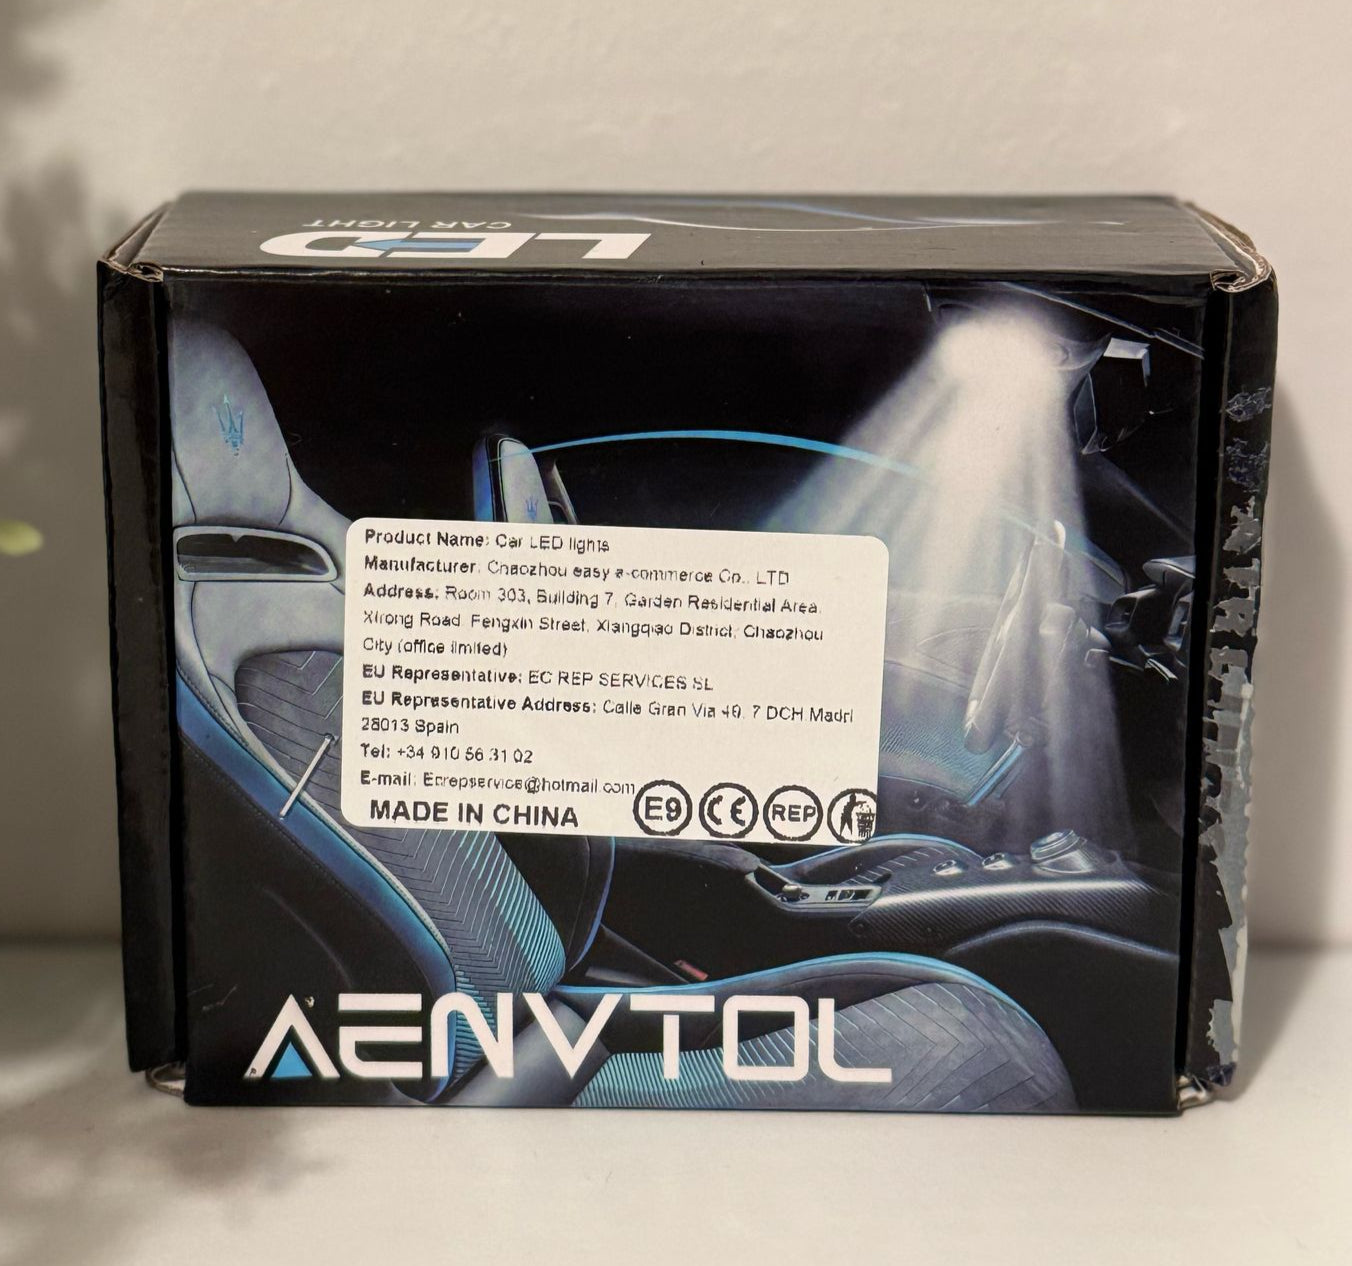 LED
CAR LIGHT
Product Name: Car LED lights
Manufacturer: Chaozhou easy e-commerce Co., LTD
Address: Room 303, Building 7, Garden Residential Area,
Xirong Road, Fengxin Street, Xiangqiao District, Chaozhou
City (office limited)
EU Representative: EC REP SERVICES SL
EU Representative Address: Calle Gran Via 7 DCH Madri
28013 Spain
Tel: +34 910 56 31 02
E-mail: Ecrepservice@hotmail.com
MADE IN CHINA
E9 CE REP
AENVTOL